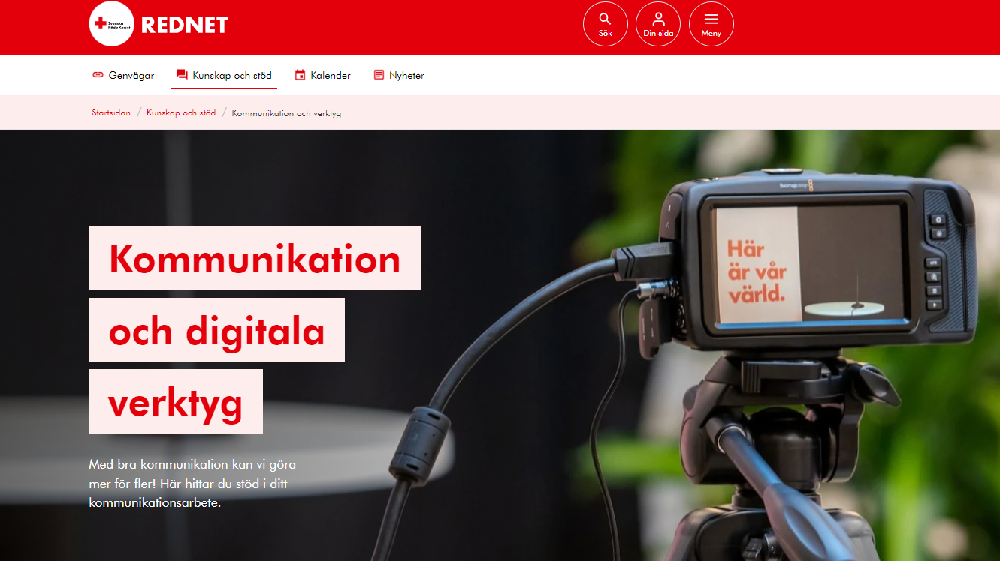 Svenska
Röda Korset
REDNET
Sök
Din sida
Meny
Genvägar
Kunskap och stöd
Kalender
Nyheter
Startsidan / Kunskap och stöd / Kommunikation och verktyg
Kommunikation
och digitala
verktyg
Med bra kommunikation kan vi göra
mer för fler! Här hittar du stöd i ditt
kommunikationsarbete.
Blackmagicdesign
Här
är vår
värld.